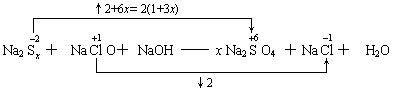 ↑2+6x=2(1+3x)
−2 +1 +6 −1
Na₂Sₓ + NaClO+ NaOH —— x Na₂SO₄ + NaCl + H₂O
↓2